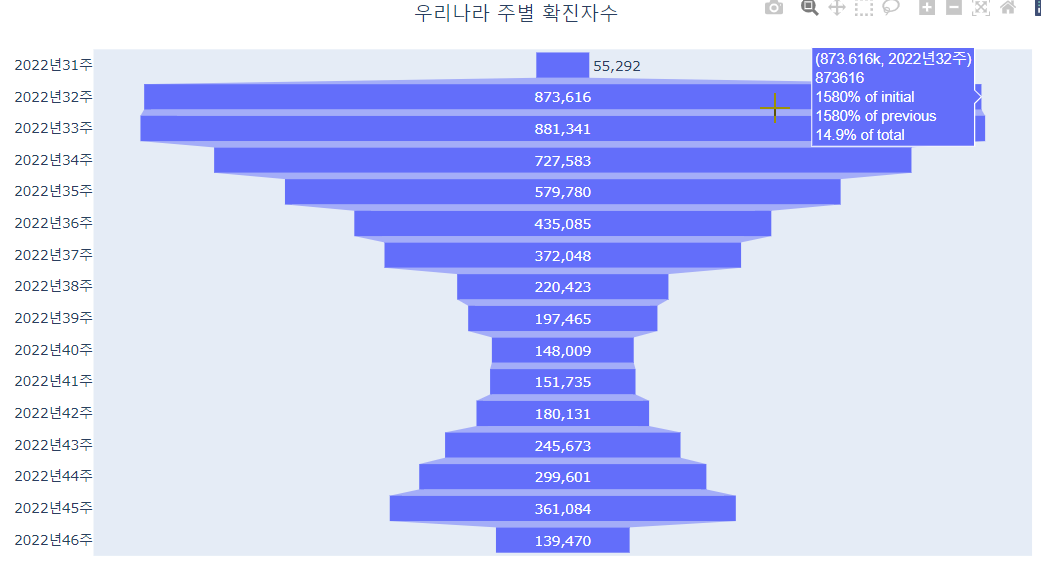 우리나라 주별 확진자수
2022년31주 55,292
2022년32주 873,616
2022년33주 881,341
2022년34주 727,583
2022년35주 579,780
2022년36주 435,085
2022년37주 372,048
2022년38주 220,423
2022년39주 197,465
2022년40주 148,009
2022년41주 151,735
2022년42주 180,131
2022년43주 245,673
2022년44주 299,601
2022년45주 361,084
2022년46주 139,470
(873.616k, 2022년32주)
873616
1580% of initial
1580% of previous
14.9% of total